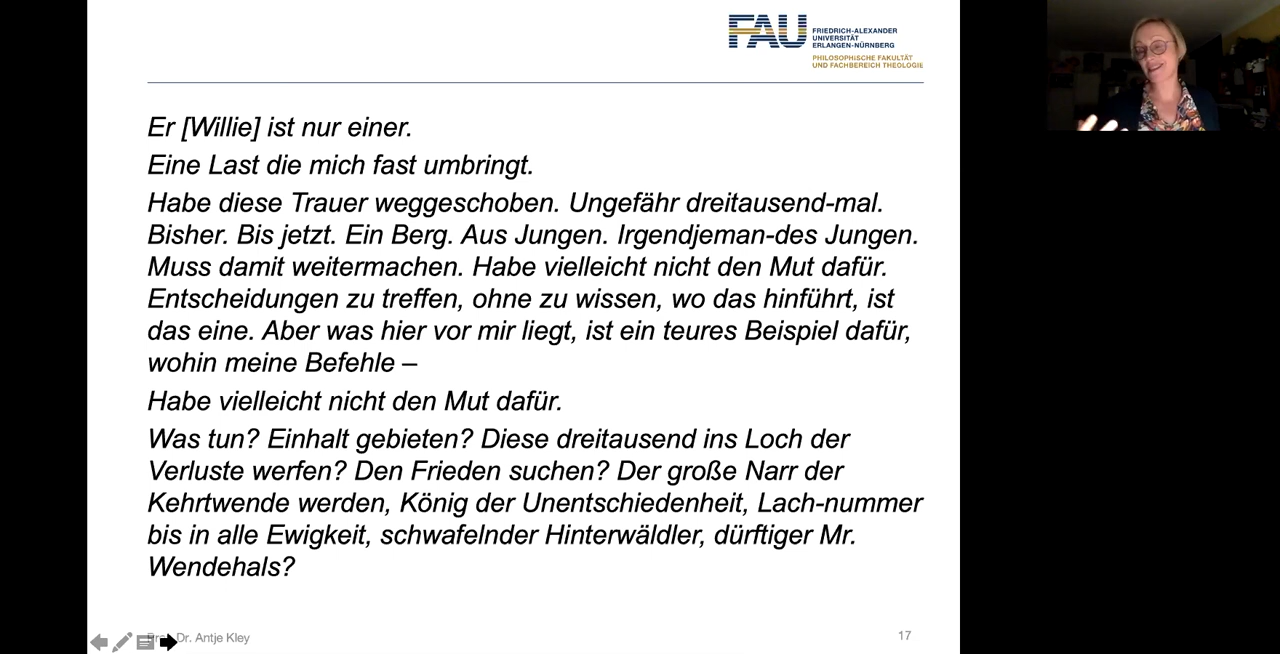 FAU
FRIEDRICH-ALEXANDER
UNIVERSITÄT
ERLANGEN-NÜRNBERG
PHILOSOPHISCHE FAKULTÄT
UND FACHBEREICH THEOLOGIE
Er [Willie] ist nur einer.
Eine Last die mich fast umbringt.
Habe diese Trauer weggeschoben. Ungefähr dreitausend-mal.
Bisher. Bis jetzt. Ein Berg. Aus Jungen. Irgendjeman-des Jungen.
Muss damit weitermachen. Habe vielleicht nicht den Mut dafür.
Entscheidungen zu treffen, ohne zu wissen, wo das hinführt, ist
das eine. Aber was hier vor mir liegt, ist ein teures Beispiel dafür,
wohin meine Befehle –
Habe vielleicht nicht den Mut dafür.
Was tun? Einhalt gebieten? Diese dreitausend ins Loch der
Verluste werfen? Den Frieden suchen? Der große Narr der
Kehrtwende werden, König der Unentschiedenheit, Lach-nummer
bis in alle Ewigkeit, schwafelnder Hinterwäldler, dürftiger Mr.
Wendehals?
Dr. Antje Kley
17